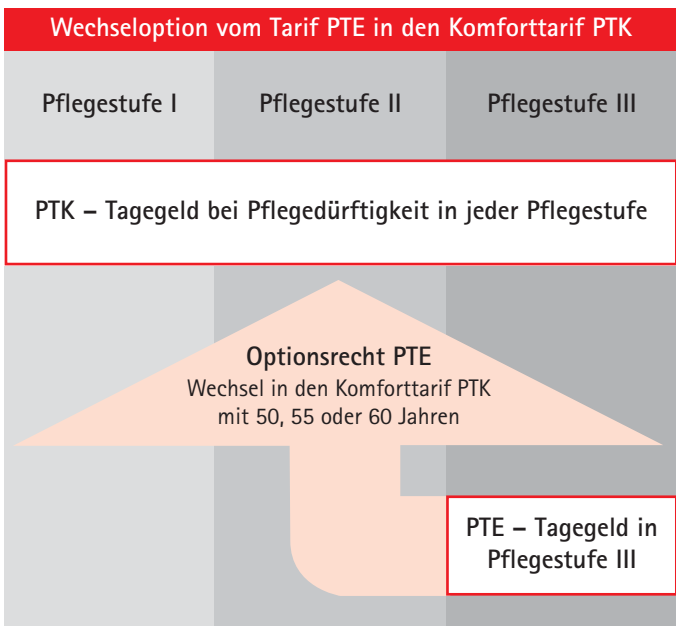 Wechseloption vom Tarif PTE in den Komforttarif PTK
Pflegestufe I
Pflegestufe II
Pflegestufe III
PTK – Tagegeld bei Pflegedürftigkeit in jeder Pflegestufe
Optionsrecht PTE
Wechsel in den Komforttarif PTK
mit 50, 55 oder 60 Jahren
PTE – Tagegeld in
Pflegestufe III